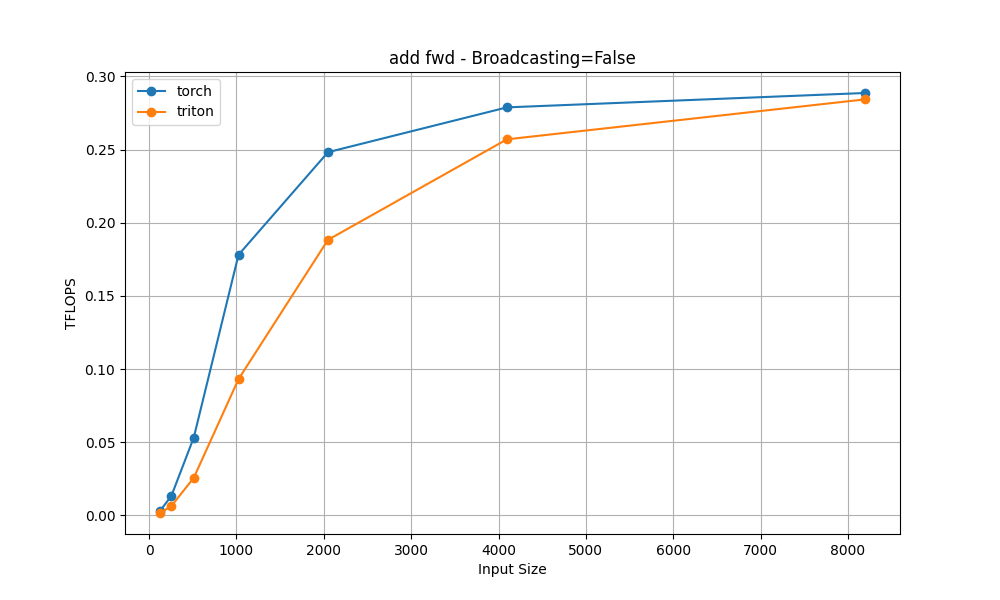 add fwd - Broadcasting=False
torch
triton
0.30
0.25
0.20
0.15
0.10
0.05
0.00
TFLOPS
0 1000 2000 3000 4000 5000 6000 7000 8000
Input Size